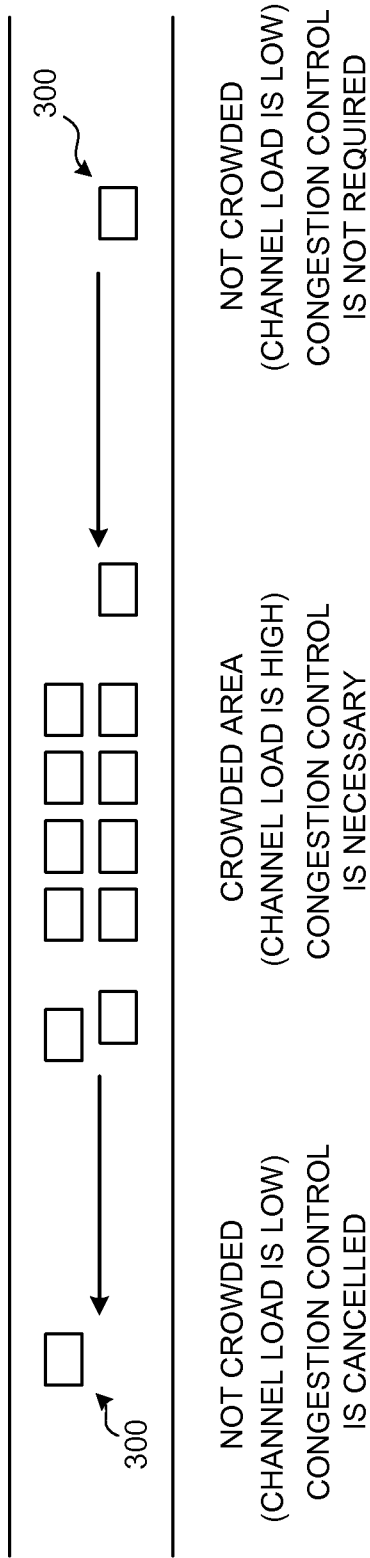 300
300
NOT CROWDED
(CHANNEL LOAD IS LOW)
CONGESTION CONTROL
IS CANCELLED
CROWDED AREA
(CHANNEL LOAD IS HIGH)
CONGESTION CONTROL
IS NECESSARY
NOT CROWDED
(CHANNEL LOAD IS LOW)
CONGESTION CONTROL
IS NOT REQUIRED